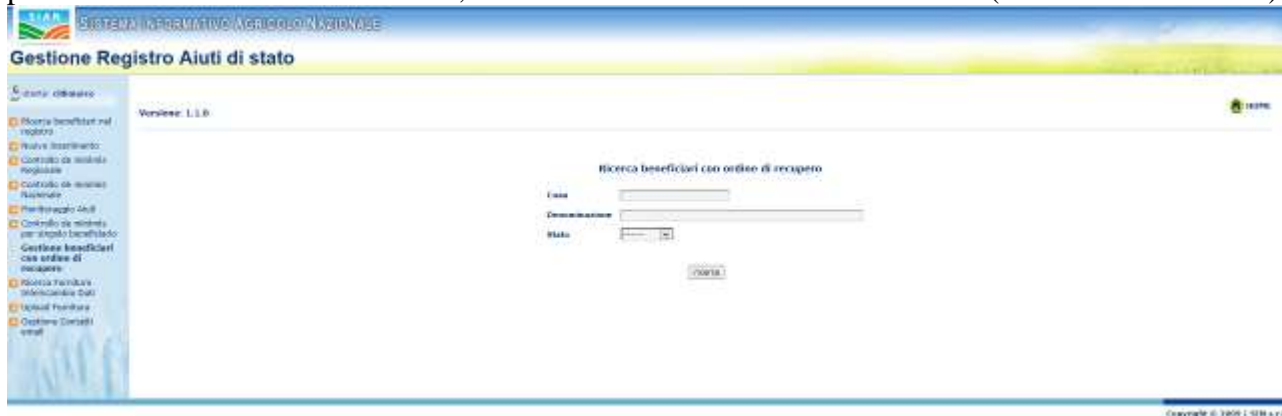 SIAN SISTEMA INFORMATIVO AGRICOLO NAZIONALE
Gestione Registro Aiuti di stato
HOME
Versione: 1.1.0
Ricerca beneficiari nel
registro
Nuovo Inserimento
Controllo de minimis
Regionale
Controllo de minimis
Nazionale
Monitoraggio Aiuti
Controllo de minimis
per singolo beneficiario
Gestione beneficiari
con ordine di
recupero
Ricerca Forniture
Interscambio Dati
Upload Fornitura
Gestione Contatti
email
Ricerca beneficiari con ordine di recupero
Cuaa
Denominazione
Stato
ricerca